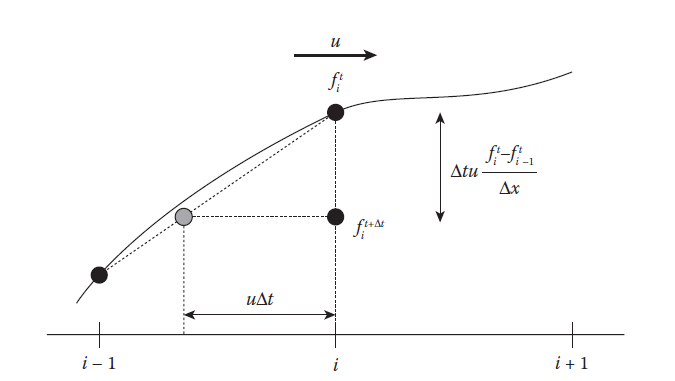 u
f_i^t
Δtu (f_i^t – f_{i–1}^t) / Δx
f_i^{t+Δt}
uΔt
i – 1
i
i + 1